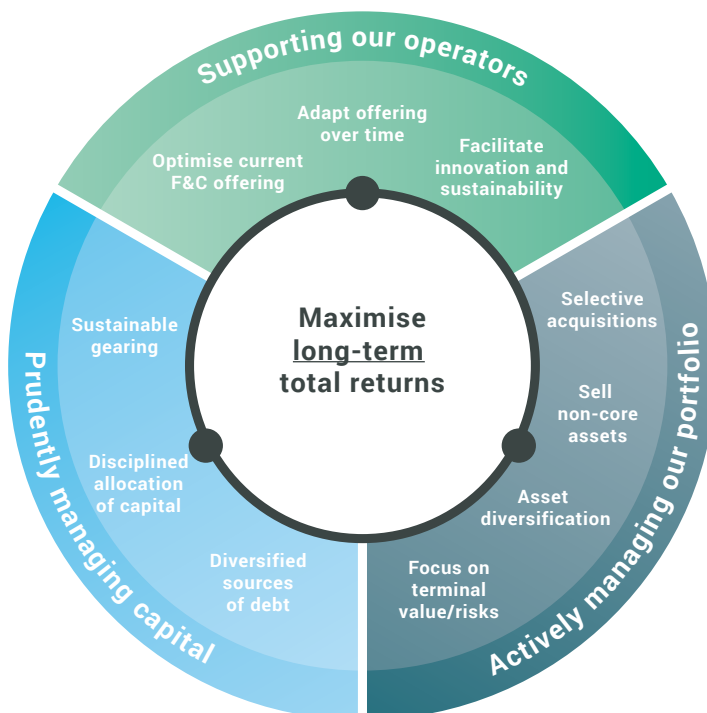 Supporting our operators
Optimise current
F&C offering
Adapt offering
over time
Facilitate
innovation and
sustainability
Maximise
long-term
total returns
Actively managing our portfolio
Selective
acquisitions
Sell
non-core
assets
Asset
diversification
Focus on
terminal
value/risks
Prudently managing capital
Sustainable
gearing
Disciplined
allocation
of capital
Diversified
sources
of debt